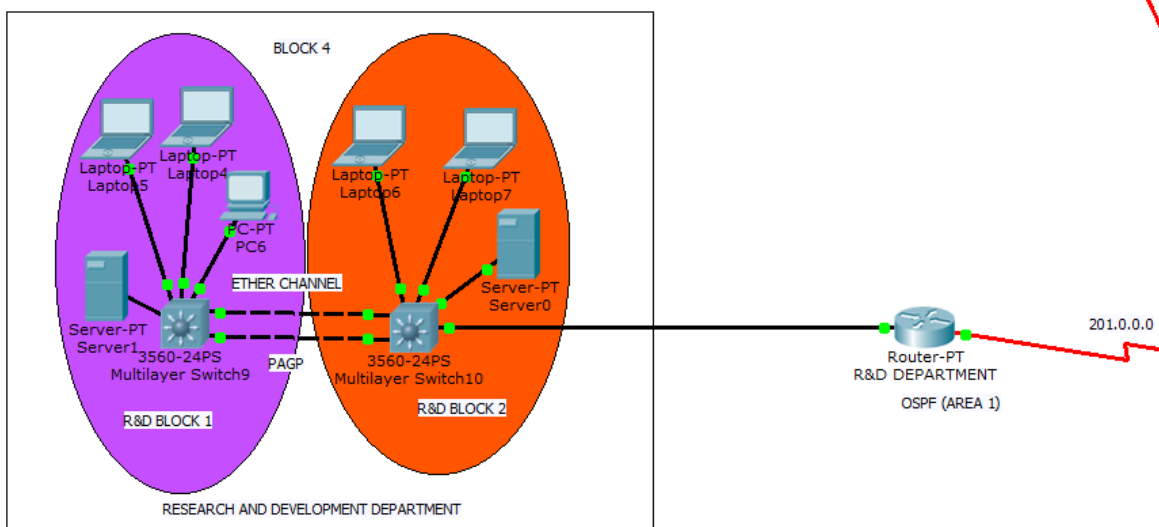 BLOCK 4
Laptop-PT
Laptop5
Laptop-PT
Laptop4
PC-PT
PC6
Server-PT
Server1
3560-24PS
Multilayer Switch9
R&D BLOCK 1
ETHER CHANNEL
PAGP
Laptop-PT
Laptop6
Laptop-PT
Laptop7
Server-PT
Server0
3560-24PS
Multilayer Switch10
R&D BLOCK 2
RESEARCH AND DEVELOPMENT DEPARTMENT
Router-PT
R&D DEPARTMENT
OSPF (AREA 1)
201.0.0.0